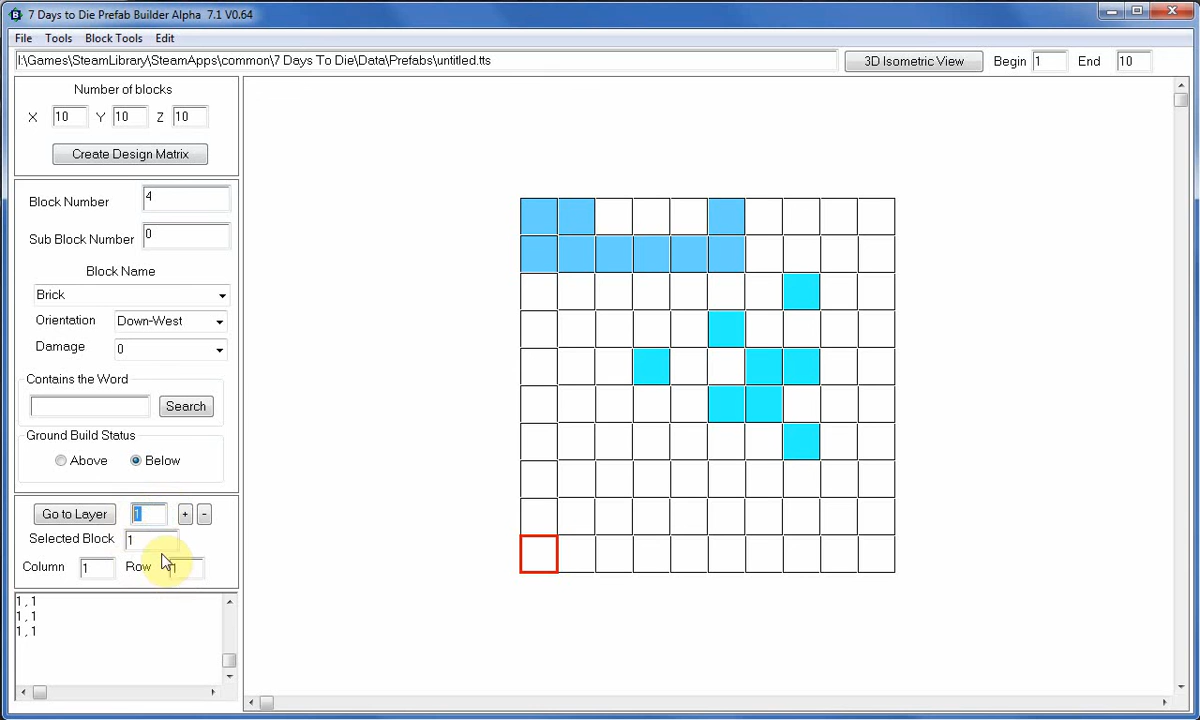 7 Days to Die Prefab Builder Alpha 7.1 V0.64
File Tools Block Tools Edit
I:\Games\SteamLibrary\SteamApps\common\7 Days To Die\Data\Prefabs\untitled.tts
3D Isometric View Begin 1 End 10
Number of blocks
X 10 Y 10 Z 10
Create Design Matrix
Block Number 4
Sub Block Number 0
Block Name
Brick
Orientation Down-West
Damage 0
Contains the Word
Search
Ground Build Status
Above Below
Go to Layer 1 + -
Selected Block 1
Column 1 Row 1
1,1
1,1
1,1